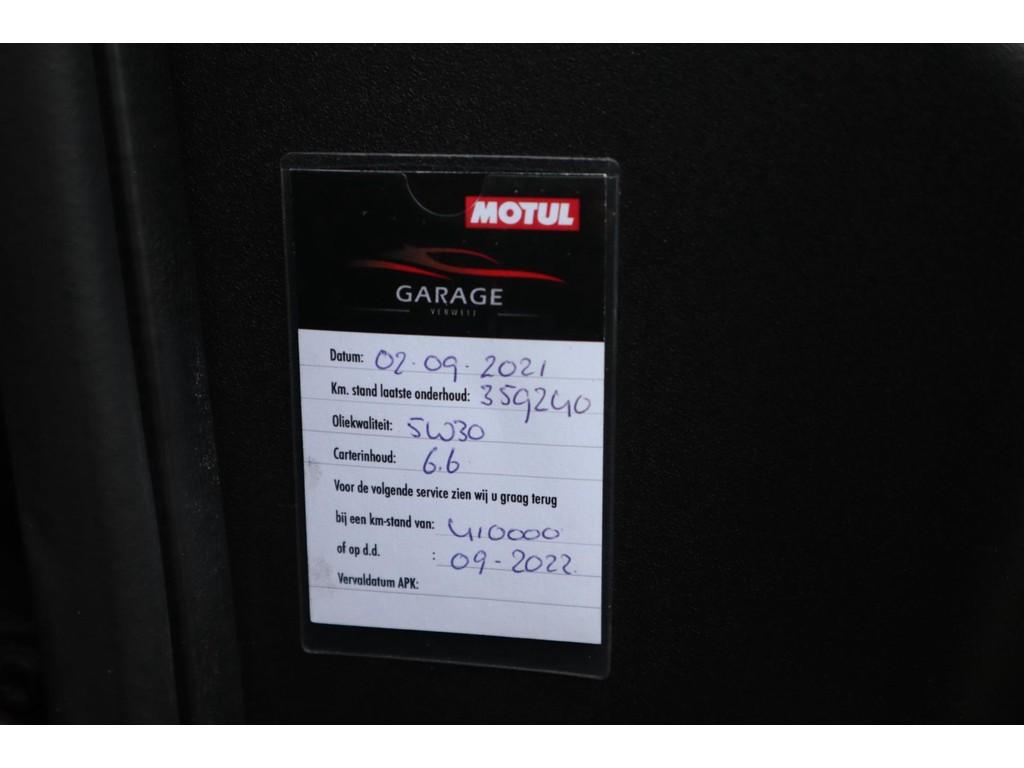 MOTUL
GARAGE
VERWEIJ
Datum: 02-09-2021
Km. stand laatste onderhoud: 359240
Oliekwaliteit: 5W30
Carterinhoud: 6.6
Voor de volgende service zien wij u graag terug
bij een km-stand van: 410000
of op d.d. : 09-2022
Vervaldatum APK: